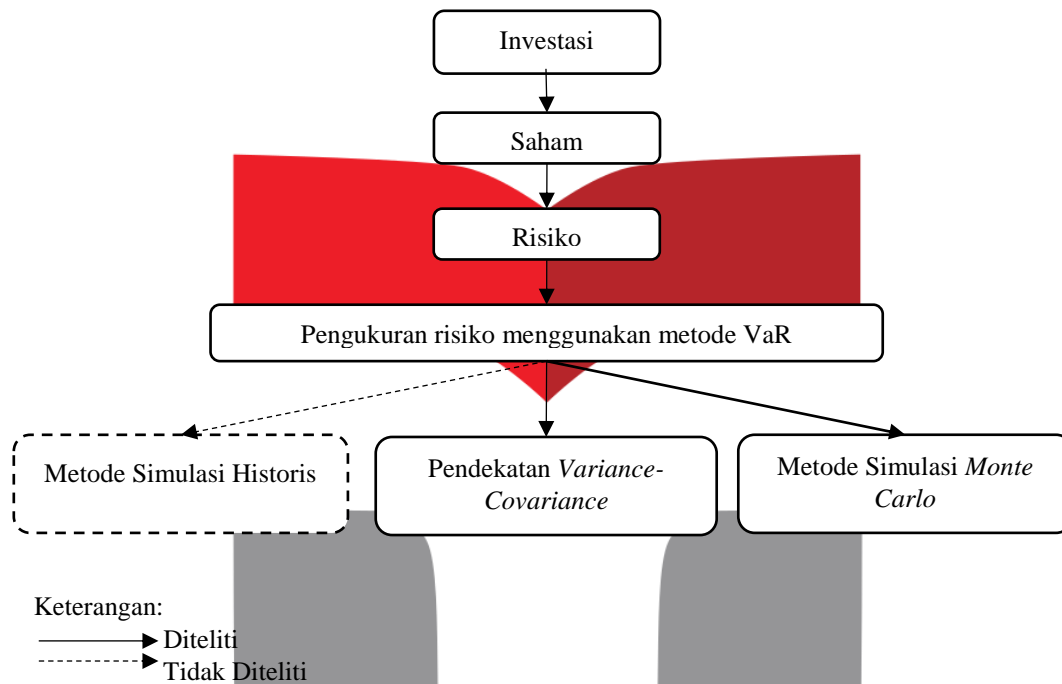 Investasi
Saham
Risiko
Pengukuran risiko menggunakan metode VaR
Metode Simulasi Historis
Pendekatan Variance-
Covariance
Metode Simulasi Monte
Carlo
Keterangan:
Diteliti
Tidak Diteliti